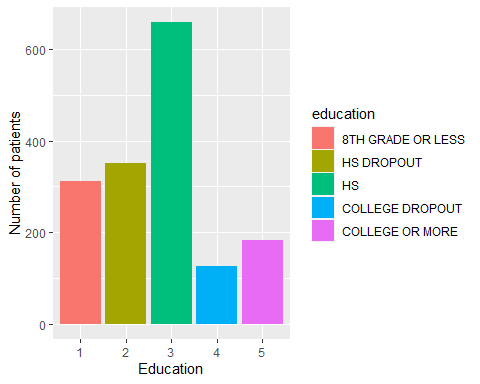 Number of patients
600
400
200
0
1 2 3 4 5
Education
education
8TH GRADE OR LESS
HS DROPOUT
HS
COLLEGE DROPOUT
COLLEGE OR MORE